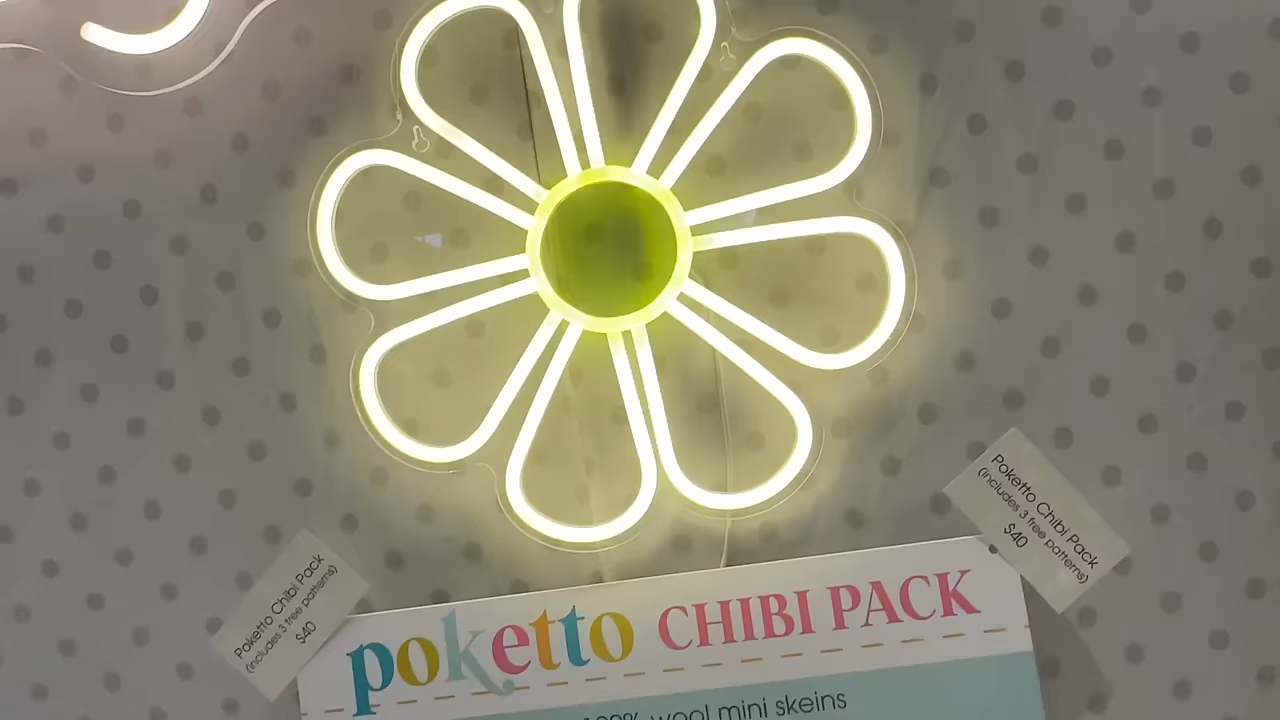 Poketto Chibi Pack
(includes 3 free patterns)
$40
Poketto Chibi Pack
(includes 3 free patterns)
$40
poketto CHIBI PACK
100% wool mini skeins